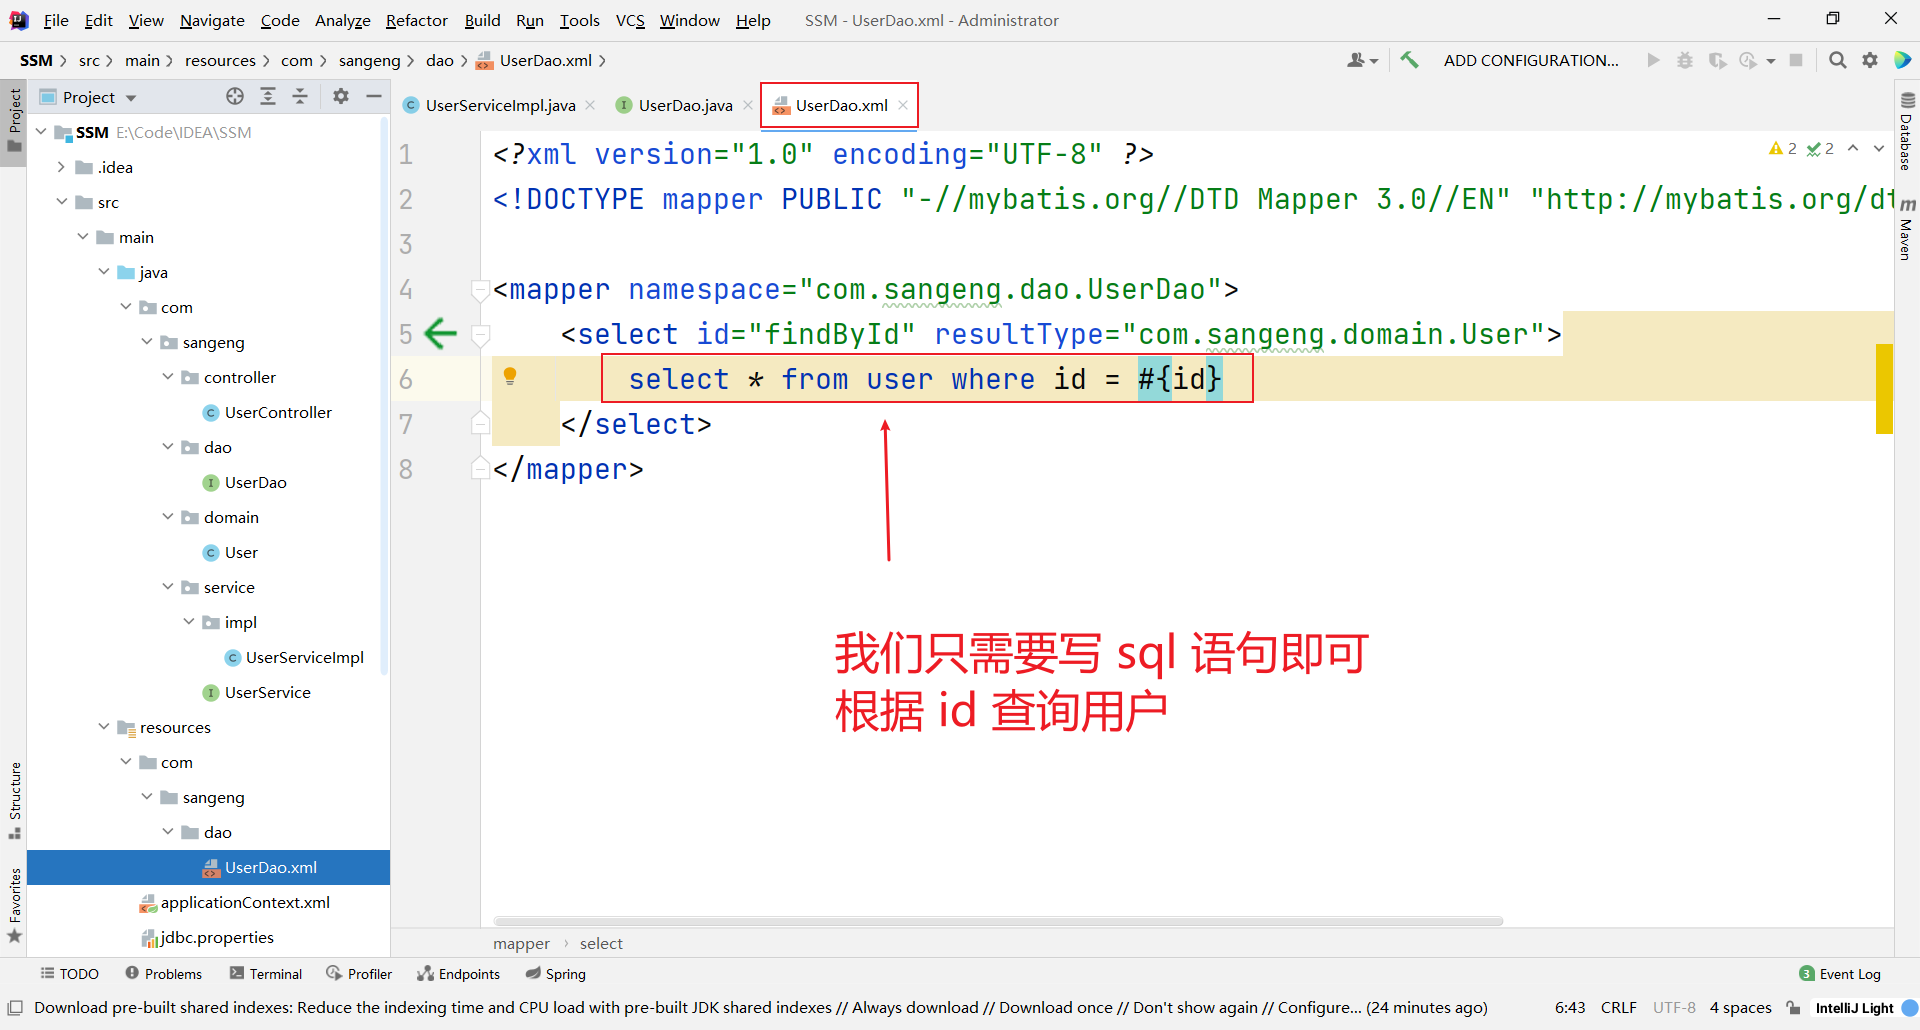 File Edit View Navigate Code Analyze Refactor Build Run Tools VCS Window Help SSM - UserDao.xml - Administrator
SSM src main resources com sangeng dao UserDao.xml ADD CONFIGURATION...
Project
Project
UserServiceImpl.java UserDao.java UserDao.xml
Database
Maven
SSM E:\Code\IDEA\SSM
.idea
src
main
java
com
sangeng
controller
UserController
dao
UserDao
domain
User
service
impl
UserServiceImpl
UserService
resources
com
sangeng
dao
UserDao.xml
applicationContext.xml
jdbc.properties
Structure
Favorites
2 2
1 <?xml version="1.0" encoding="UTF-8" ?>
2 <!DOCTYPE mapper PUBLIC "-//mybatis.org//DTD Mapper 3.0//EN" "http://mybatis.org/dt
3
4 <mapper namespace="com.sangeng.dao.UserDao">
5 <select id="findById" resultType="com.sangeng.domain.User">
6 select * from user where id = #{id}
7 </select>
8 </mapper>
我们只需要写 sql 语句即可
根据 id 查询用户
mapper › select
TODO Problems Terminal Profiler Endpoints Spring 3 Event Log
Download pre-built shared indexes: Reduce the indexing time and CPU load with pre-built JDK shared indexes // Always download // Download once // Don't show again // Configure... (24 minutes ago) 6:43 CRLF UTF-8 4 spaces IntelliJ Light